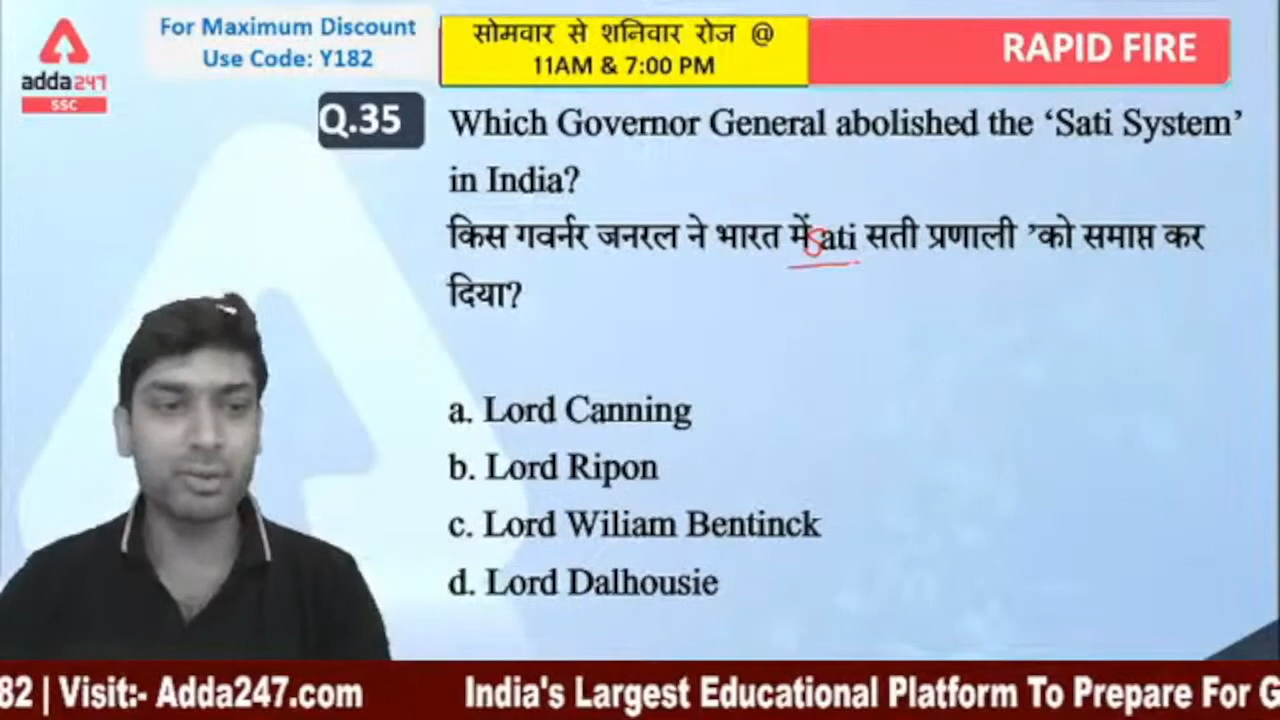 For Maximum Discount
Use Code: Y182
सोमवार से शनिवार रोज @
11AM & 7:00 PM
RAPID FIRE
adda247
SSC
Q.35
Which Governor General abolished the ‘Sati System’
in India?
किस गवर्नर जनरल ने भारत में Sati सती प्रणाली ’को समाप्त कर
दिया?
a. Lord Canning
b. Lord Ripon
c. Lord Wiliam Bentinck
d. Lord Dalhousie
82 | Visit:- Adda247.com India's Largest Educational Platform To Prepare For G